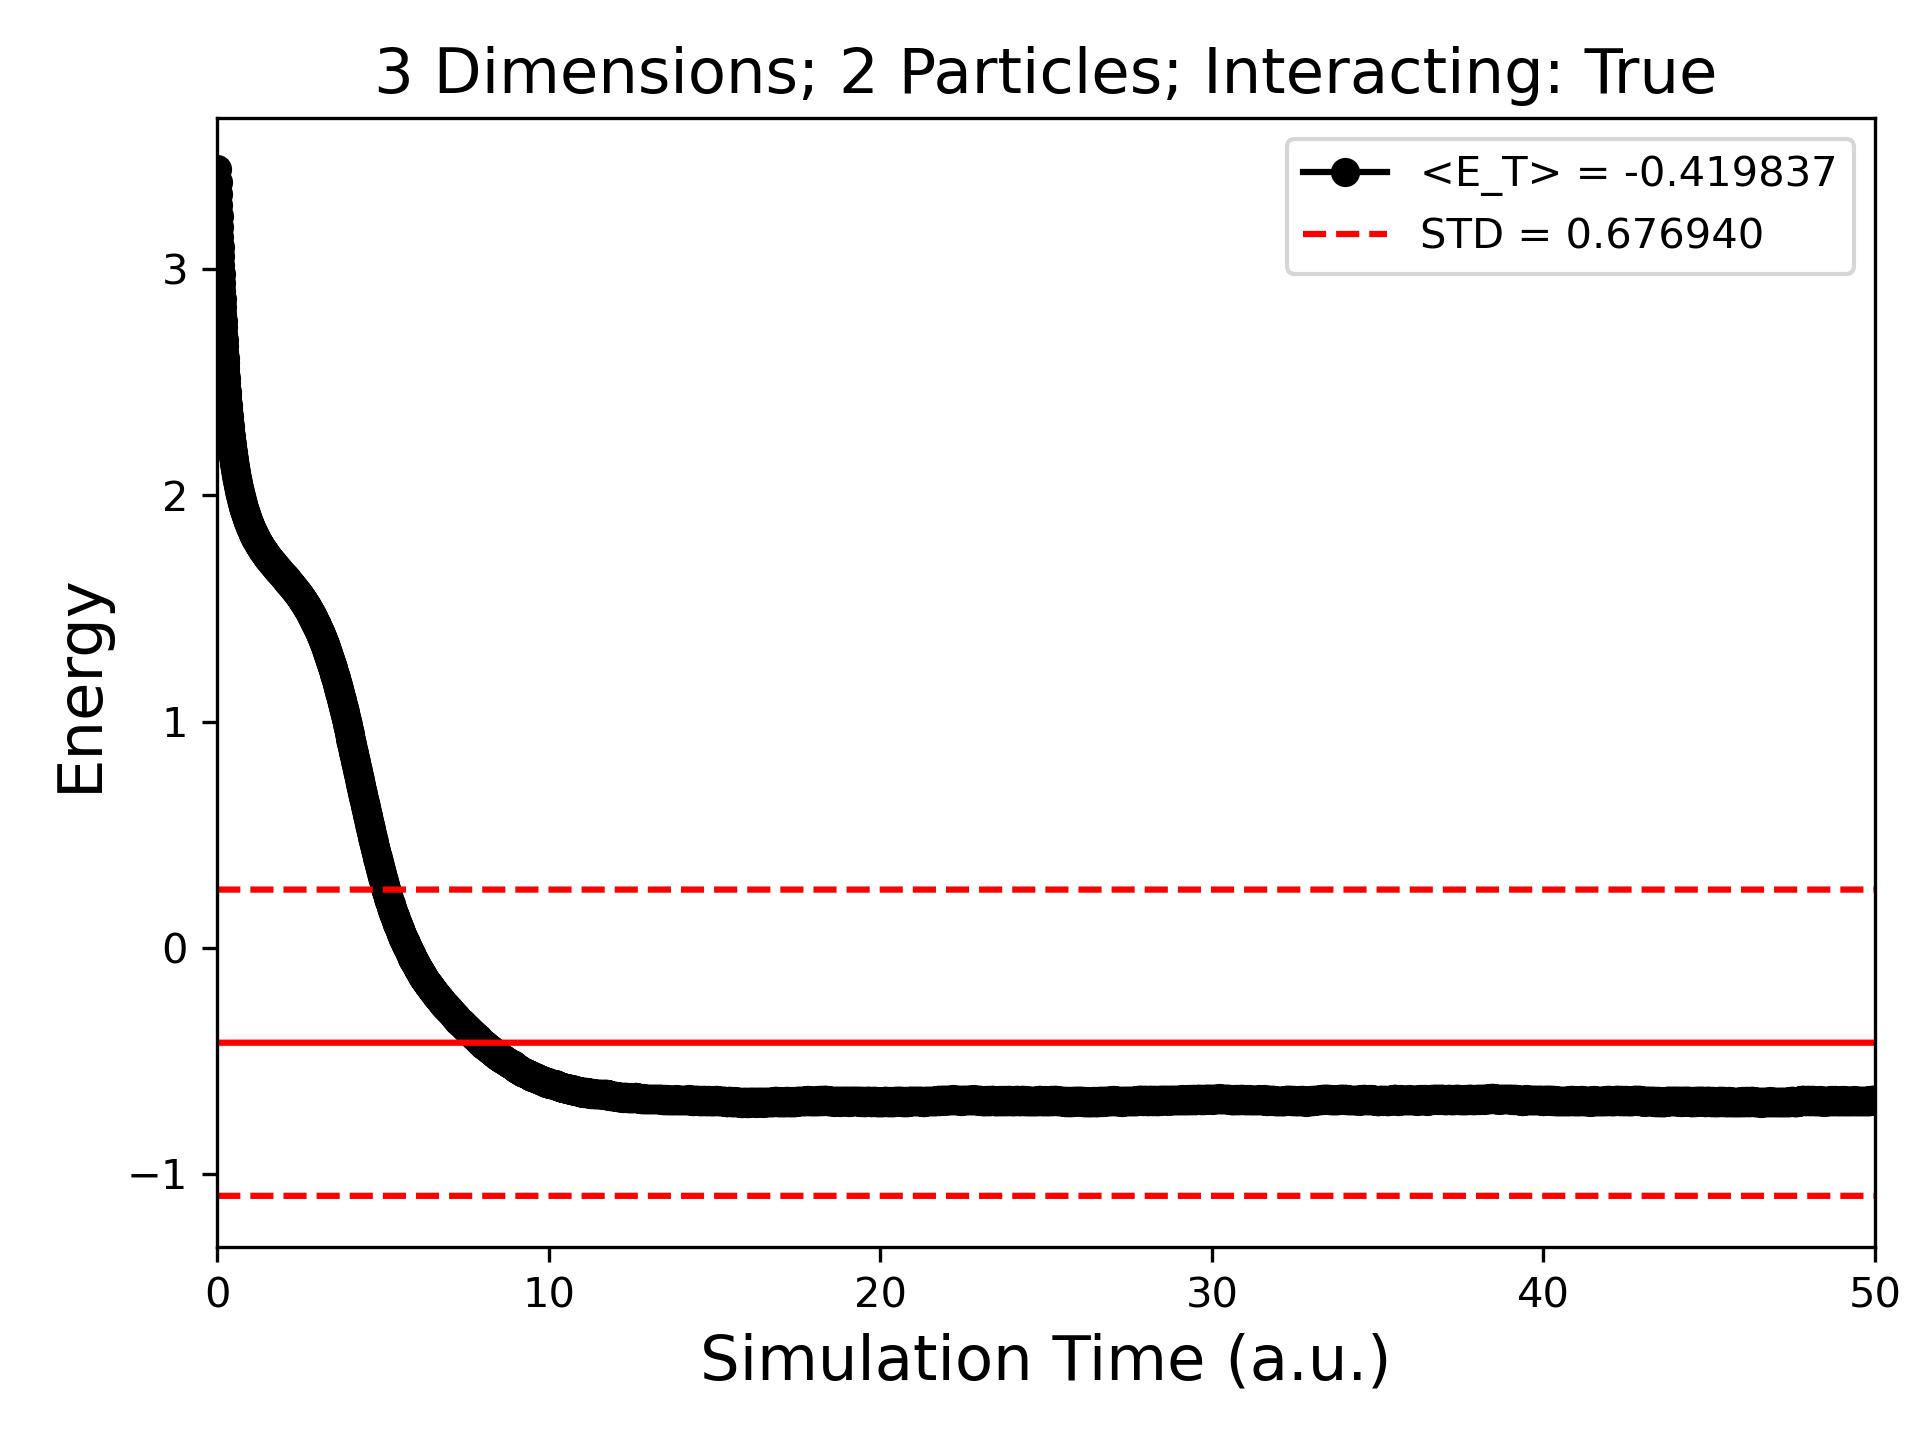 3 Dimensions; 2 Particles; Interacting: True
<E_T> = -0.419837
STD = 0.676940
3
2
1
0
−1
Energy
0 10 20 30 40 50
Simulation Time (a.u.)